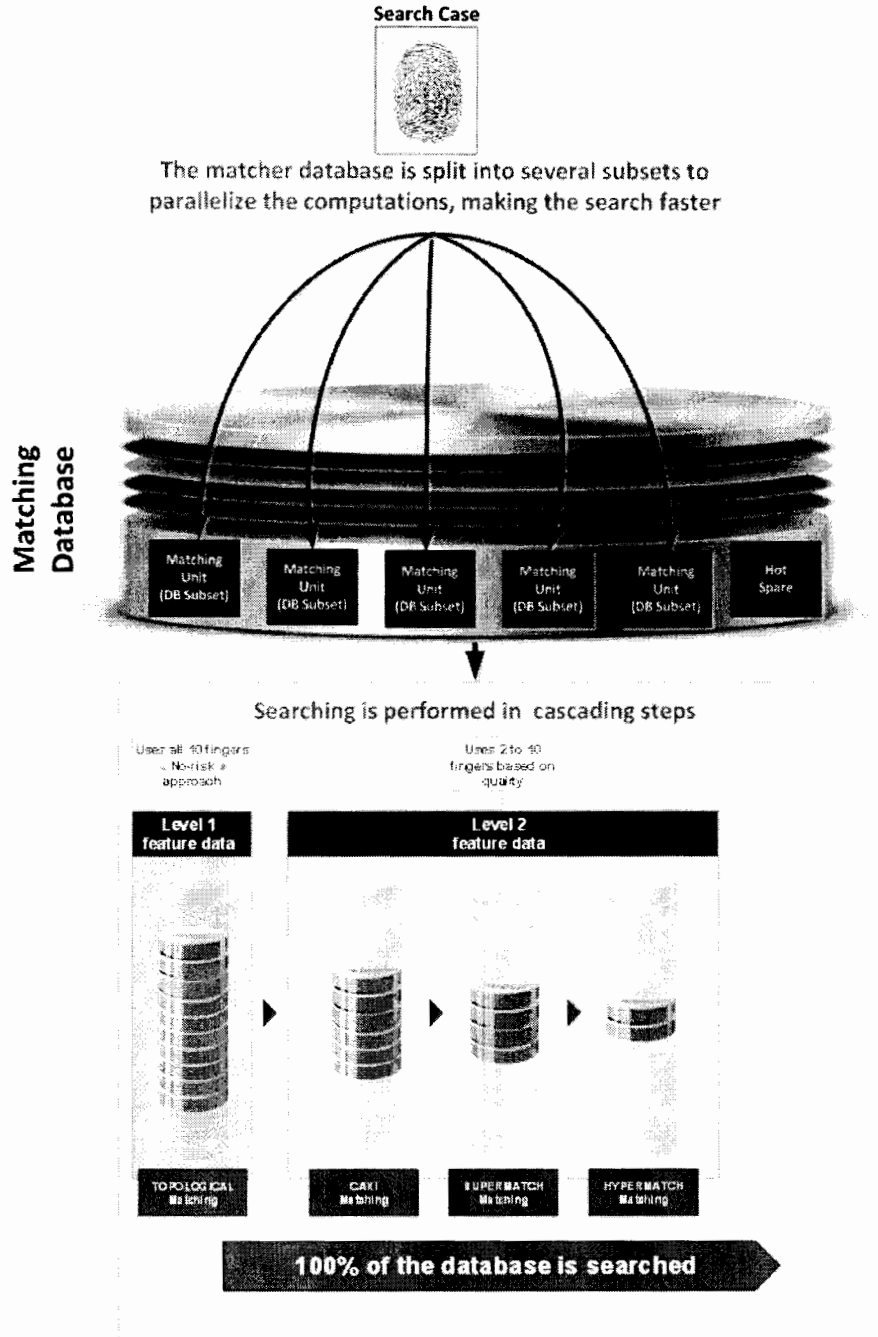 Search Case
The matcher database is split into several subsets to
parallelize the computations, making the search faster
Matching
Database
Matching
Unit
(DB Subset)
Matching
Unit
(DB Subset)
Matching
Unit
(DB Subset)
Matching
Unit
(DB Subset)
Matching
Unit
(DB Subset)
Hot
Spare
Searching is performed in cascading steps
Uses all 10 fingers
« No-risk »
approach
Uses 2 to 10
fingers based on
quality
Level 1
feature data
Level 2
feature data
TOPOLOGICAL
Matching
Matching
SUPERMATCH
Matching
HYPERMATCH
Matching
100% of the database is searched